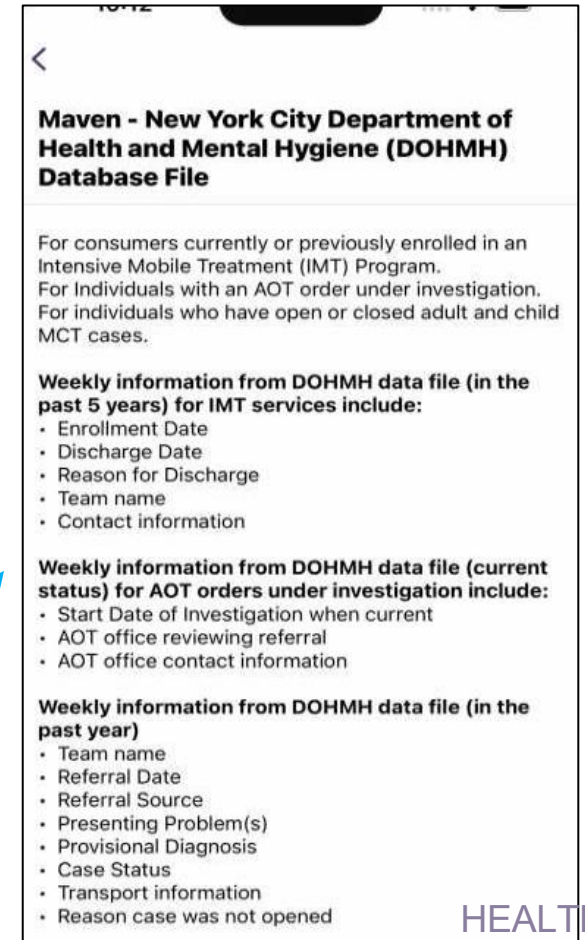 Maven - New York City Department of
Health and Mental Hygiene (DOHMH)
Database File
For consumers currently or previously enrolled in an
Intensive Mobile Treatment (IMT) Program.
For Individuals with an AOT order under investigation.
For individuals who have open or closed adult and child
MCT cases.
Weekly information from DOHMH data file (in the
past 5 years) for IMT services include:
• Enrollment Date
• Discharge Date
• Reason for Discharge
• Team name
• Contact information
Weekly information from DOHMH data file (current
status) for AOT orders under investigation include:
• Start Date of Investigation when current
• AOT office reviewing referral
• AOT office contact information
Weekly information from DOHMH data file (in the
past year)
• Team name
• Referral Date
• Referral Source
• Presenting Problem(s)
• Provisional Diagnosis
• Case Status
• Transport information
• Reason case was not opened